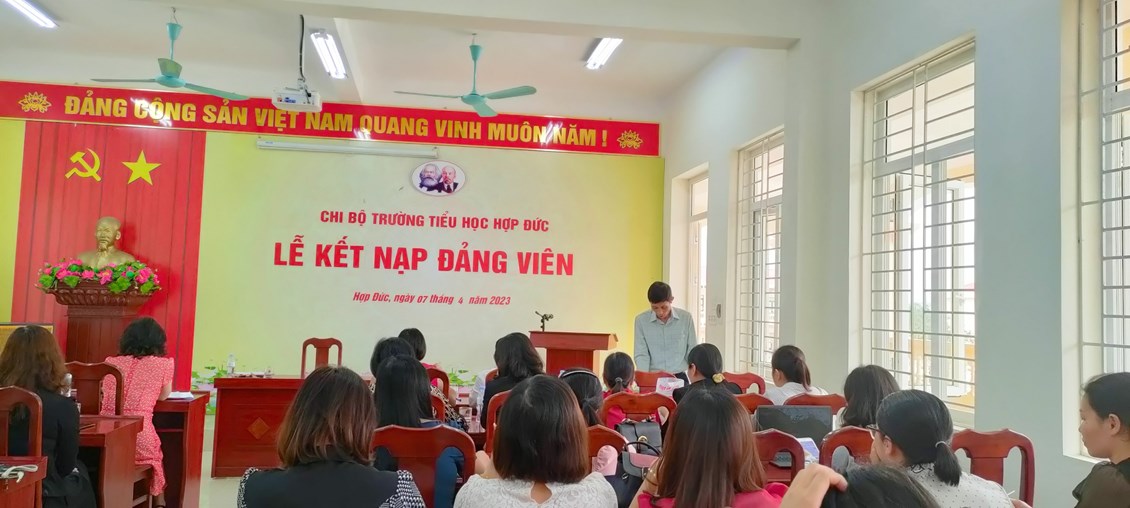 ĐẢNG CỘNG SẢN VIỆT NAM QUANG VINH MUÔN NĂM !
CHI BỘ TRƯỜNG TIỂU HỌC HỢP ĐỨC
LỄ KẾT NẠP ĐẢNG VIÊN
Hợp Đức, ngày 07 tháng 4 năm 2023